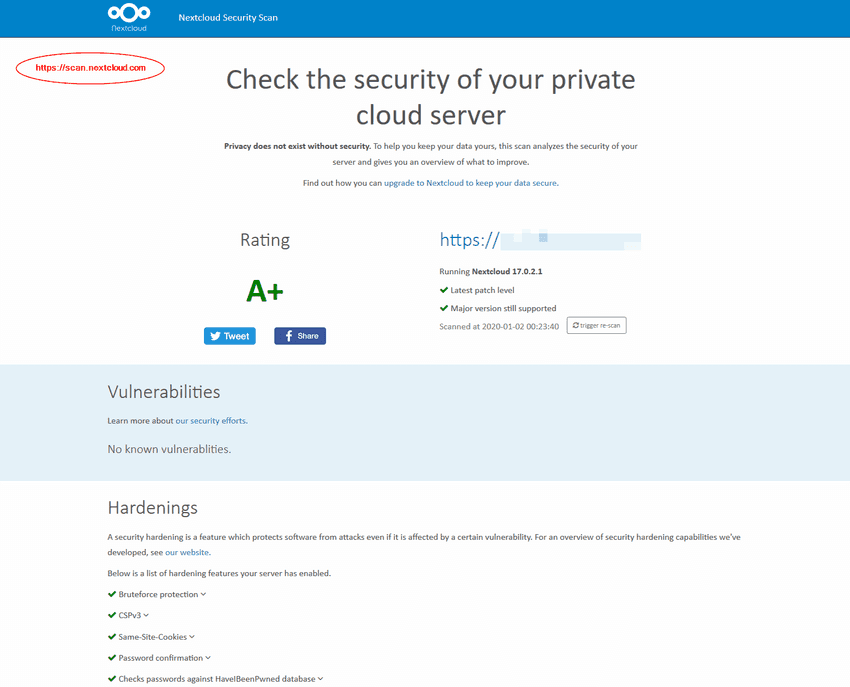 Nextcloud
Nextcloud Security Scan
https://scan.nextcloud.com
Check the security of your private
cloud server
Privacy does not exist without security. To help you keep your data yours, this scan analyzes the security of your
server and gives you an overview of what to improve.
Find out how you can upgrade to Nextcloud to keep your data secure.
Rating
https://
A+
Running Nextcloud 17.0.2.1
Latest patch level
Major version still supported
Scanned at 2020-01-02 00:23:40
trigger re-scan
Tweet
Share
Vulnerabilities
Learn more about our security efforts.
No known vulnerablities.
Hardenings
A security hardening is a feature which protects software from attacks even if it is affected by a certain vulnerability. For an overview of security hardening capabilities we've
developed, see our website.
Below is a list of hardening features your server has enabled.
Bruteforce protection
CSPv3
Same-Site-Cookies
Password confirmation
Checks passwords against HaveIBeenPwned database